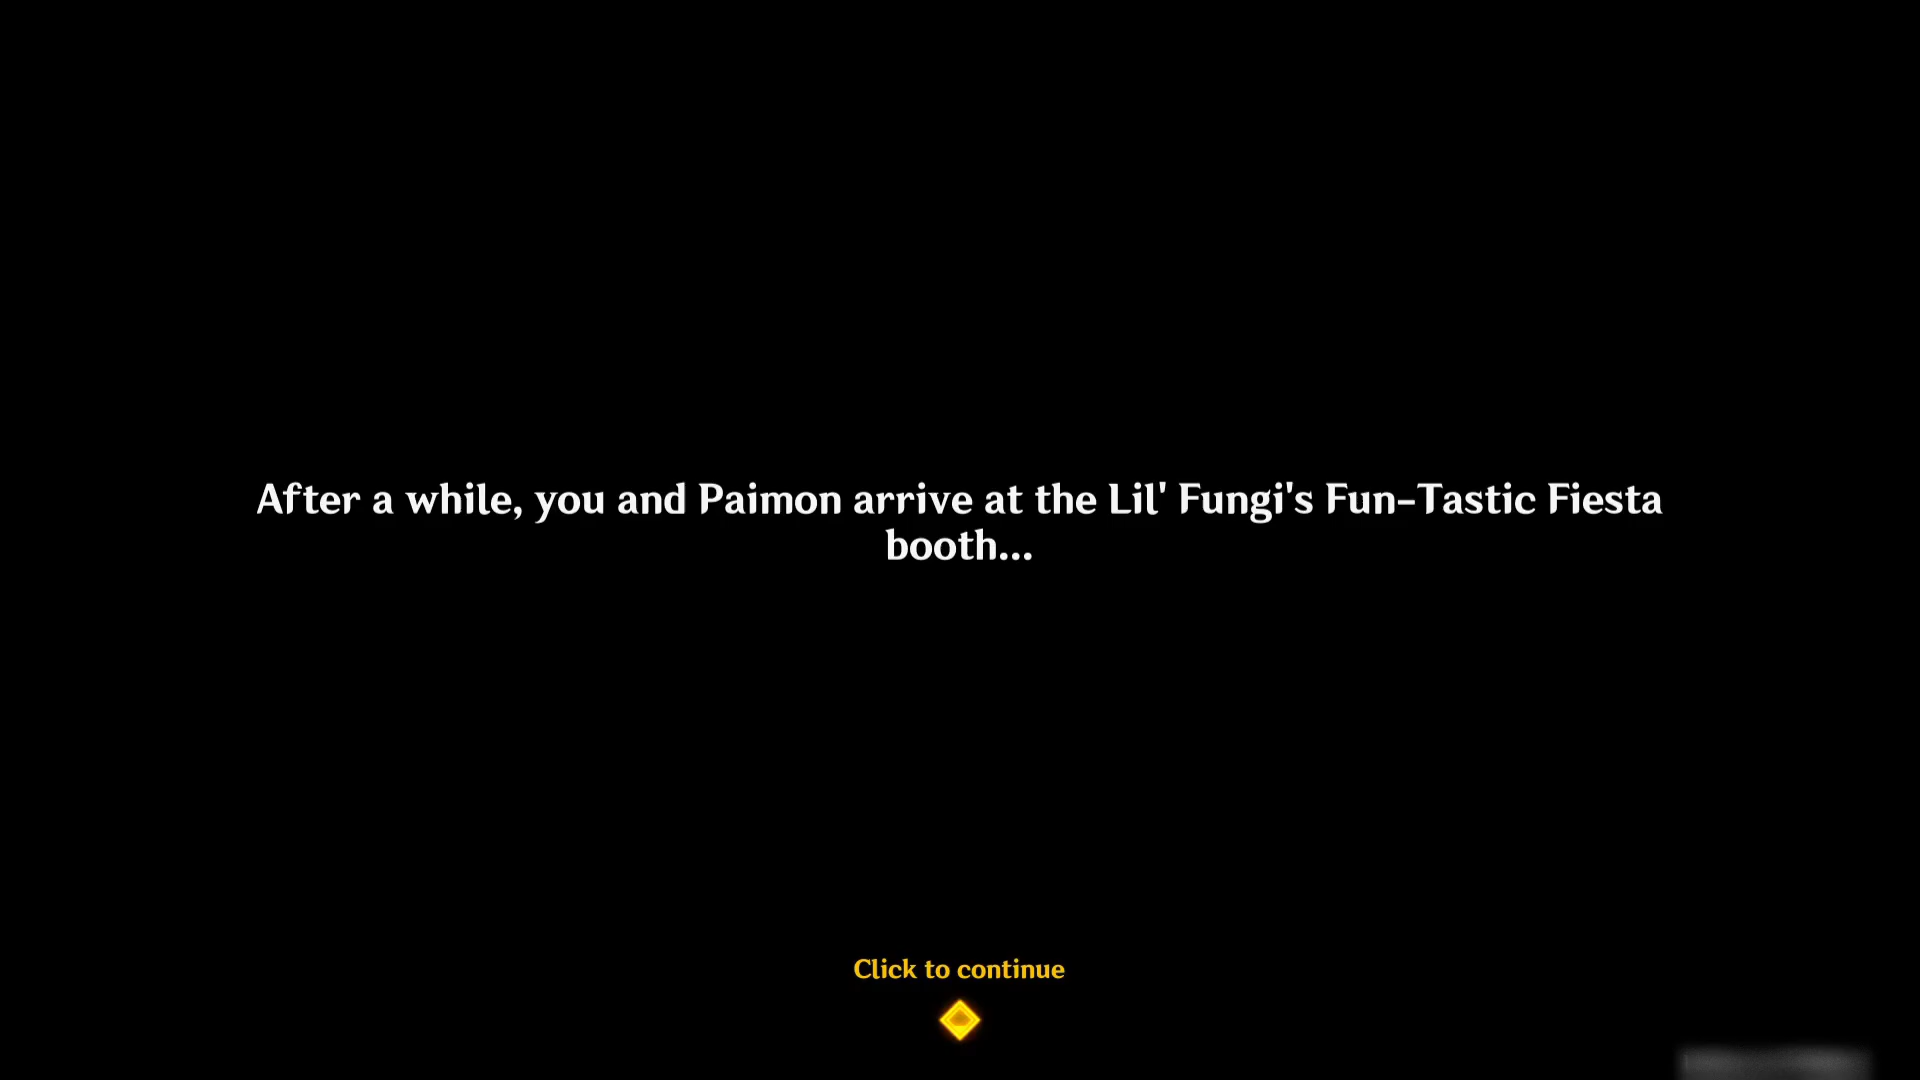 After a while, you and Paimon arrive at the Lil' Fungi's Fun-Tastic Fiesta
booth...
Click to continue